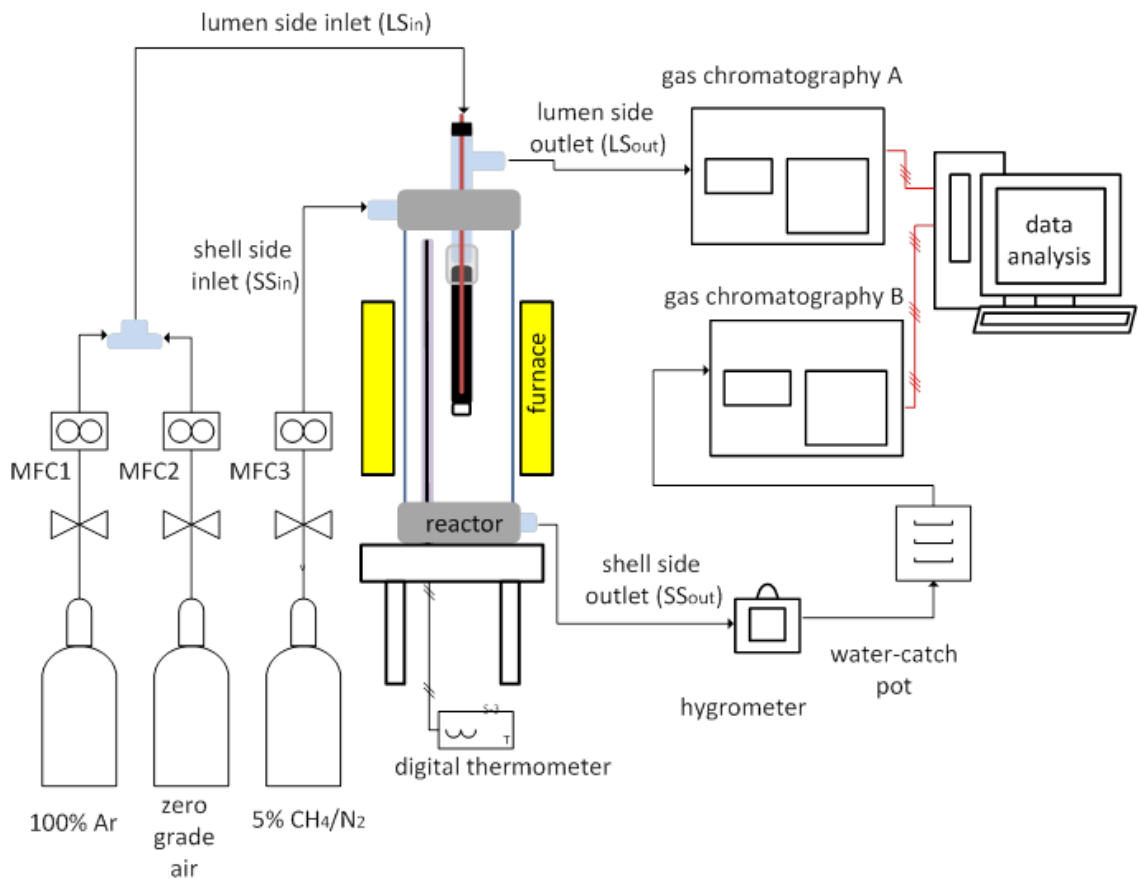 lumen side inlet (LSin)
gas chromatography A
lumen side
outlet (LSout)
shell side
inlet (SSin)
data
analysis
gas chromatography B
furnace
MFC1
MFC2
MFC3
reactor
shell side
outlet (SSout)
water-catch
pot
hygrometer
S-3
T
digital thermometer
100% Ar
zero
grade
air
5% CH4/N2